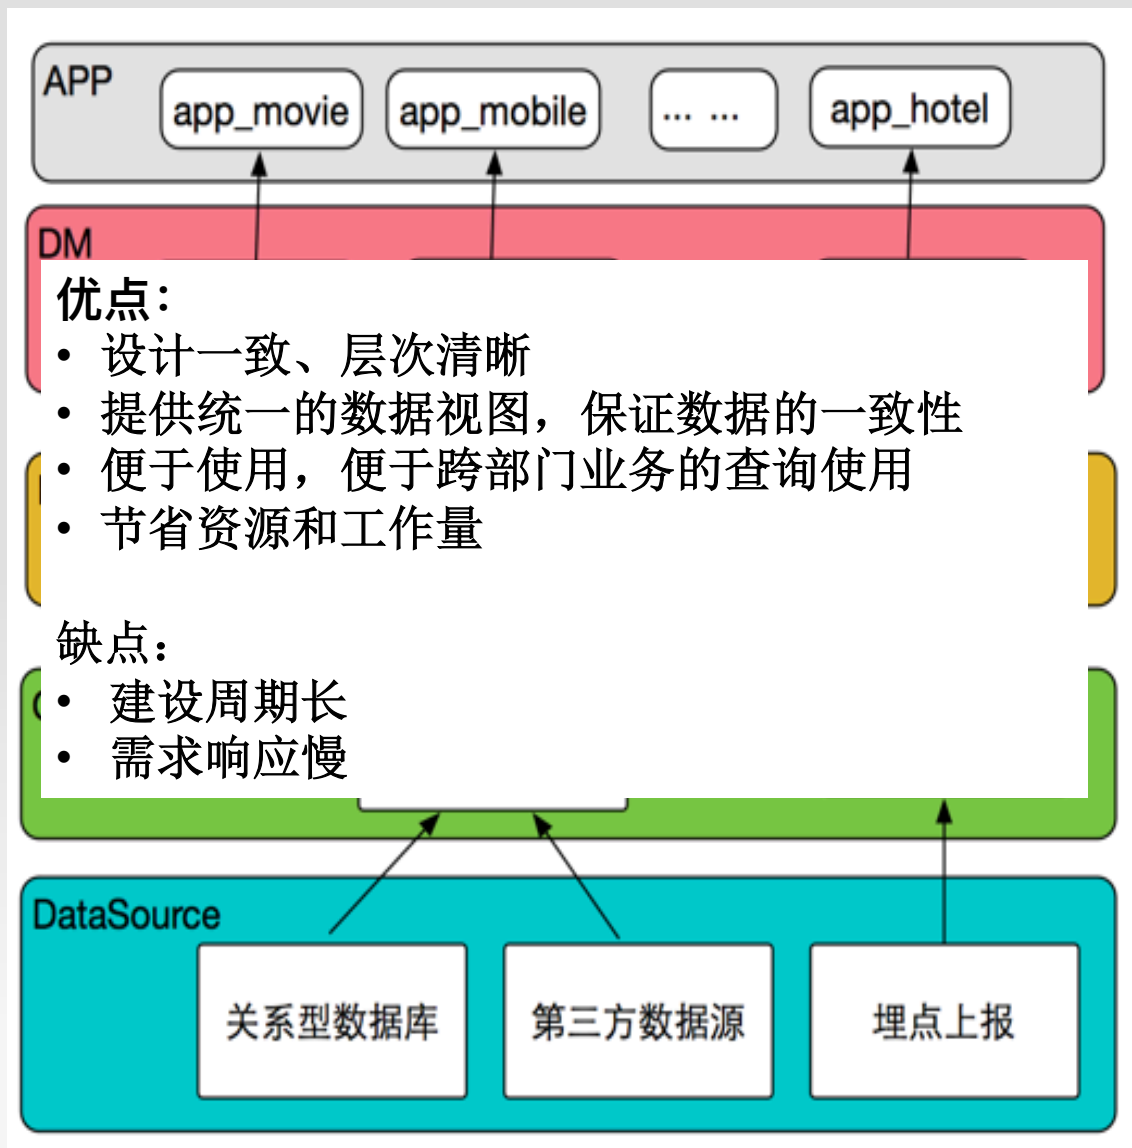 APP
app_movie app_mobile ... ... app_hotel
DM
优点：
• 设计一致、层次清晰
• 提供统一的数据视图，保证数据的一致性
• 便于使用，便于跨部门业务的查询使用
• 节省资源和工作量
缺点：
• 建设周期长
• 需求响应慢
DataSource
关系型数据库 第三方数据源 埋点上报